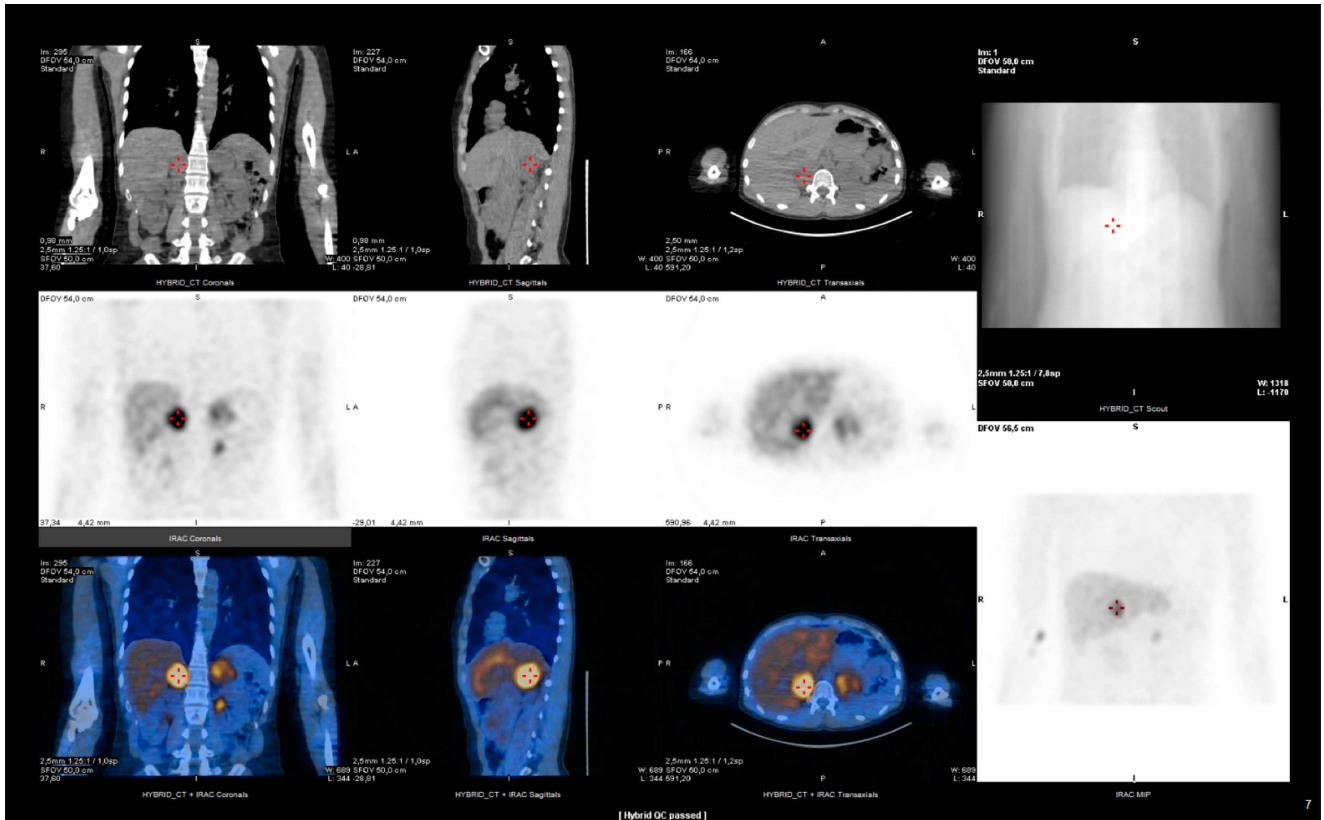 S
Im: 295
DFOV 54,0 cm
Standard
R
L
0,98 mm
2,5mm 1.25:1 / 1,0sp
SFOV 50,0 cm
37,60
I
W: 400
L: 40
HYBRID_CT Coronals
S
Im: 227
DFOV 54,0 cm
Standard
A
P
0,98 mm
2,5mm 1.25:1 / 1,0sp
SFOV 50,0 cm
-28,81
I
W: 400
L: 40
HYBRID_CT Sagittals
A
Im: 166
DFOV 54,0 cm
Standard
R
L
2,50 mm
2,5mm 1.25:1 / 1,2sp
SFOV 50,0 cm
591,20
P
W: 400
L: 40
HYBRID_CT Transaxials
S
Im: 1
DFOV 50,0 cm
Standard
R
L
2,5mm 1.25:1 / 7,8sp
SFOV 50,0 cm
I
W: 1318
L: -1170
HYBRID_CT Scout
DFOV 54,0 cm
S
R
L
37,34 4,42 mm
I
IRAC Coronals
DFOV 54,0 cm
S
A
P
-29,01 4,42 mm
I
IRAC Sagittals
DFOV 54,0 cm
A
R
L
590,96 4,42 mm
P
IRAC Transaxials
S
Im: 295
DFOV 54,0 cm
Standard
R
L
2,5mm 1.25:1 / 1,0sp
SFOV 50,0 cm
37,60
I
W: 689
L: 344
HYBRID_CT + IRAC Coronals
S
Im: 227
DFOV 54,0 cm
Standard
A
P
2,5mm 1.25:1 / 1,0sp
SFOV 50,0 cm
-28,81
I
W: 689
L: 344
HYBRID_CT + IRAC Sagittals
A
Im: 166
DFOV 54,0 cm
Standard
R
L
2,5mm 1.25:1 / 1,2sp
SFOV 50,0 cm
591,20
P
W: 689
L: 344
HYBRID_CT + IRAC Transaxials
DFOV 56,5 cm
S
R
L
I
IRAC MIP
7
[ Hybrid QC passed ]